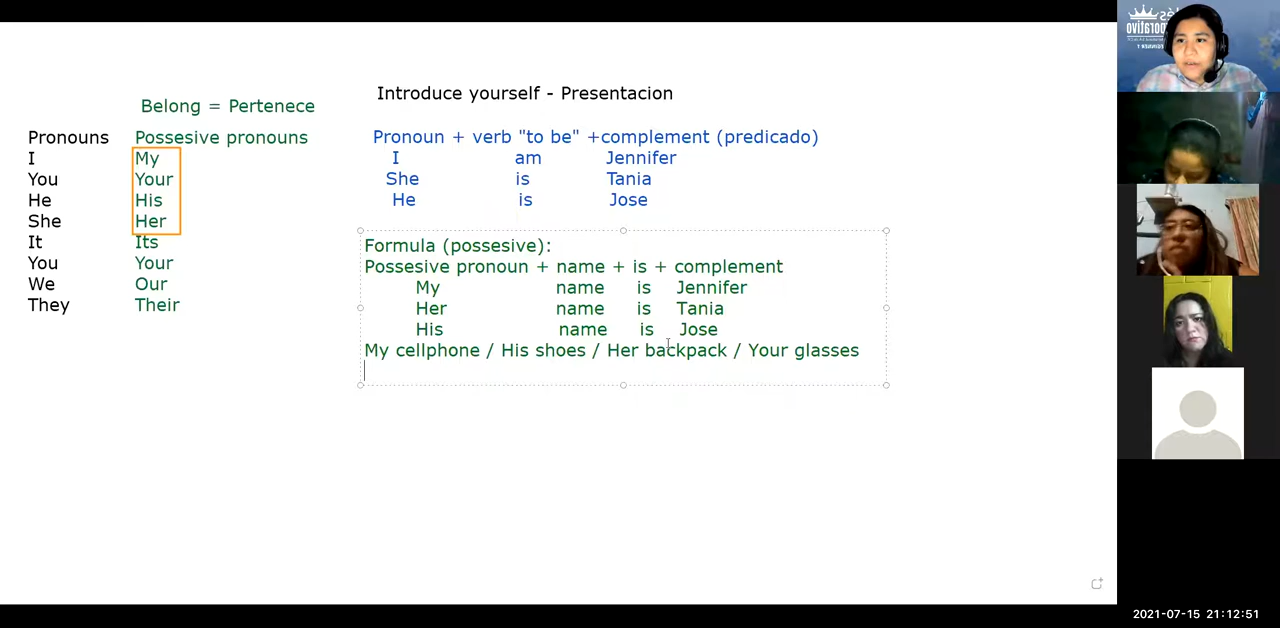 Introduce yourself - Presentacion
Belong = Pertenece
Pronouns
Possesive pronouns
I
My
You
Your
He
His
She
Her
It
Its
You
Your
We
Our
They
Their
Pronoun + verb "to be" +complement (predicado)
I am Jennifer
She is Tania
He is Jose
Formula (possesive):
Possesive pronoun + name + is + complement
My name is Jennifer
Her name is Tania
His name is Jose
My cellphone / His shoes / Her backpack / Your glasses
2021-07-15 21:12:51